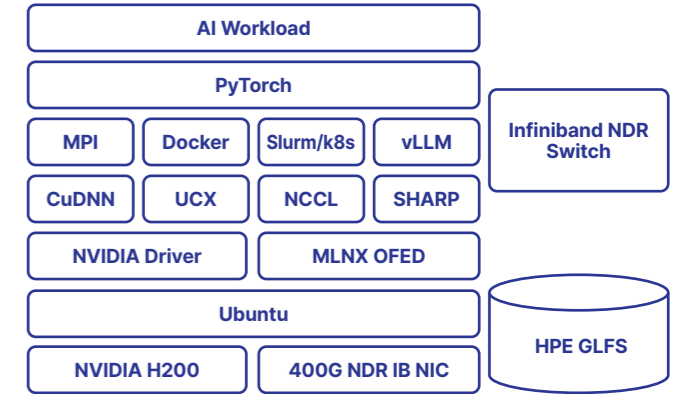 AI Workload
PyTorch
MPI
Docker
Slurm/k8s
vLLM
CuDNN
UCX
NCCL
SHARP
NVIDIA Driver
MLNX OFED
Ubuntu
NVIDIA H200
400G NDR IB NIC
Infiniband NDR
Switch
HPE GLFS